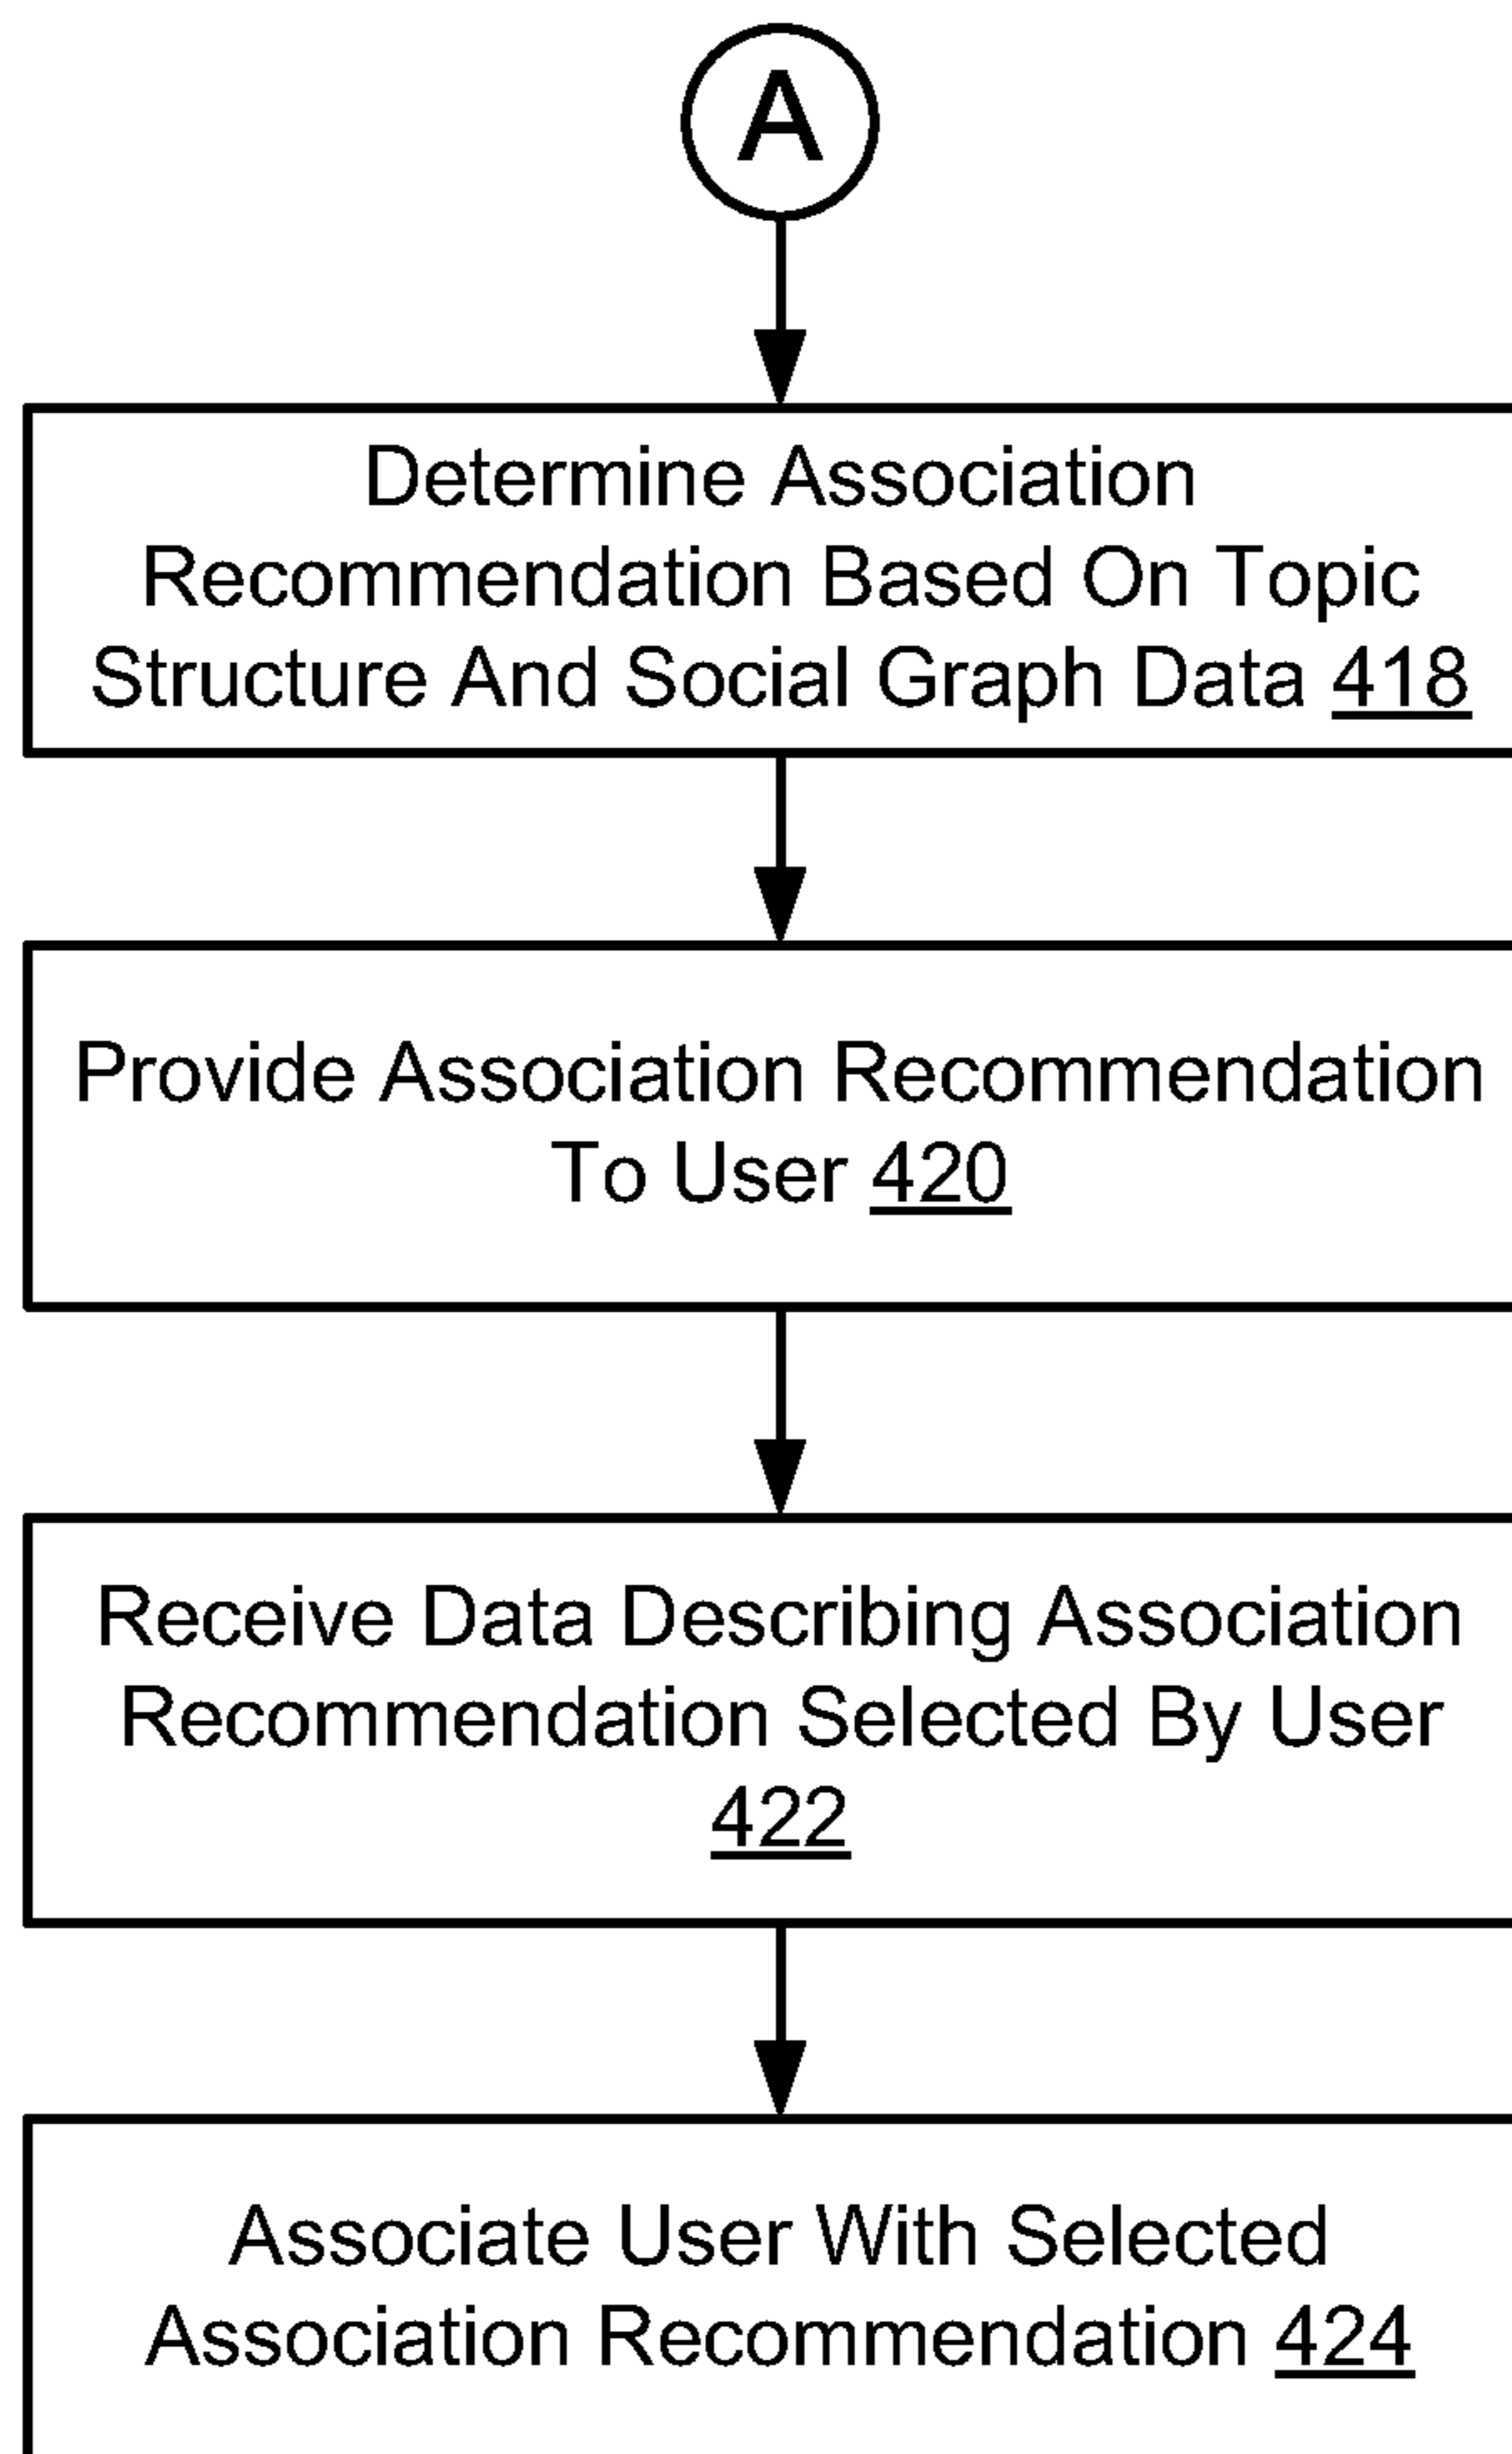 A
Determine Association
Recommendation Based On Topic
Structure And Social Graph Data 418
Provide Association Recommendation
To User 420
Receive Data Describing Association
Recommendation Selected By User
422
Associate User With Selected
Association Recommendation 424